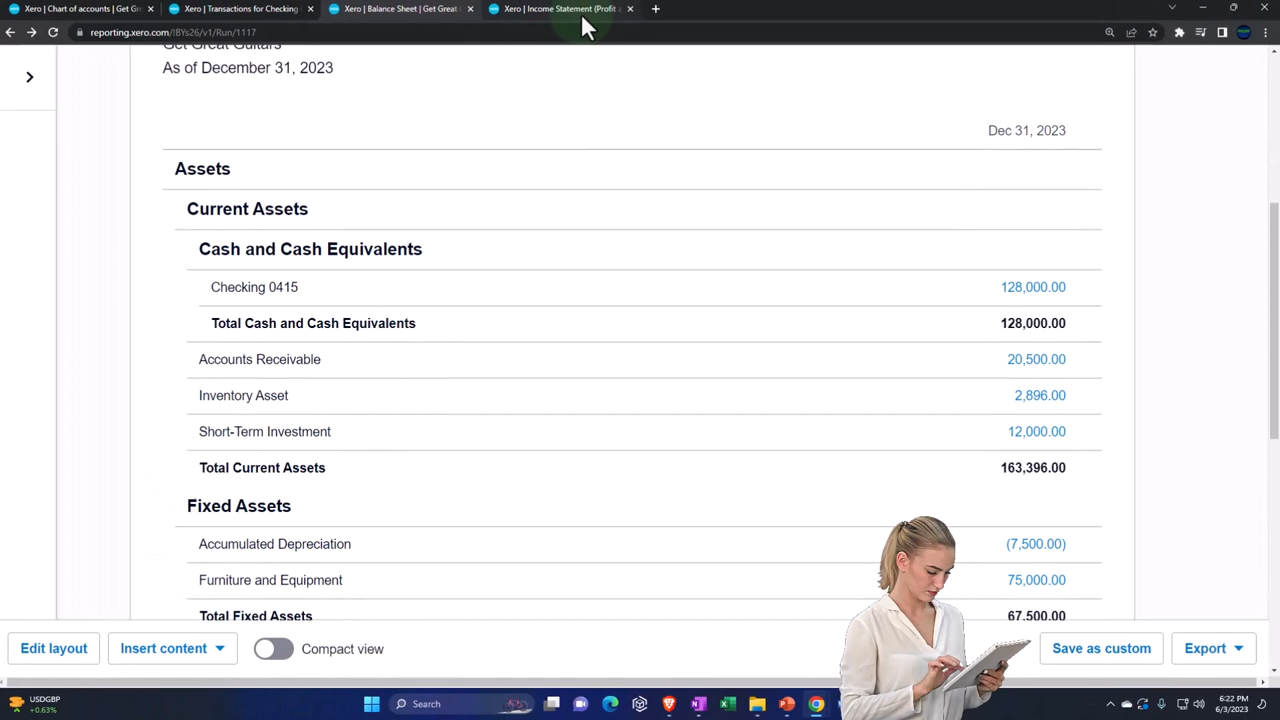 Xero | Chart of accounts | Get Gr
Xero | Transactions for Checking
Xero | Balance Sheet | Get Great
Xero | Income Statement (Profit a
reporting.xero.com/!BYs26/v1/Run/1117
Get Great Guitars
As of December 31, 2023
Dec 31, 2023
Assets
Current Assets
Cash and Cash Equivalents
Checking 0415 128,000.00
Total Cash and Cash Equivalents 128,000.00
Accounts Receivable 20,500.00
Inventory Asset 2,896.00
Short-Term Investment 12,000.00
Total Current Assets 163,396.00
Fixed Assets
Accumulated Depreciation (7,500.00)
Furniture and Equipment 75,000.00
Total Fixed Assets 67,500.00
Edit layout Insert content Compact view Save as custom Export
USDGBP
+0.63%
Search
6:22 PM
6/3/2023